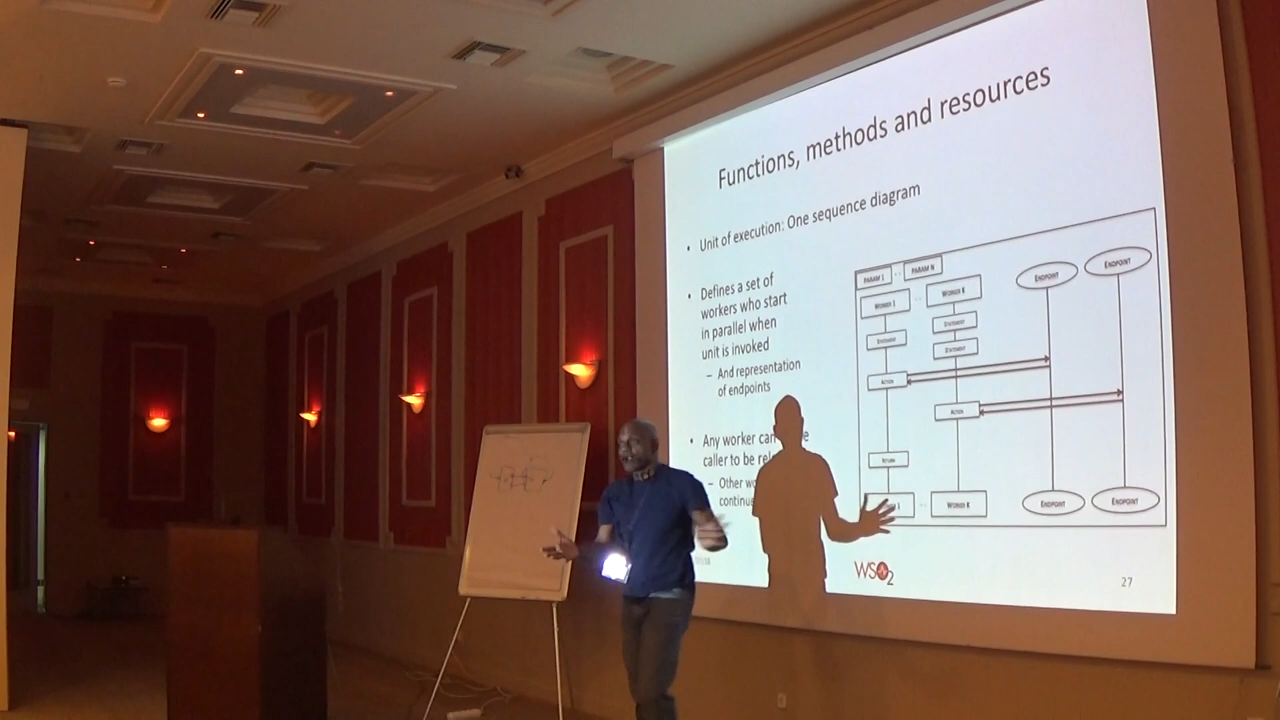 Functions, methods and resources
• Unit of execution: One sequence diagram
• Defines a set of
workers who start
in parallel when
unit is invoked
– And representation
of endpoints
• Any worker can
caller to be
– Other
PARAM 1 .. PARAM N
WORKER 1 .. WORKER K
ENDPOINT ENDPOINT
STATEMENT STATEMENT
STATEMENT
ACTION
ACTION
RETURN
WORKER K
ENDPOINT ENDPOINT
WSO2
27